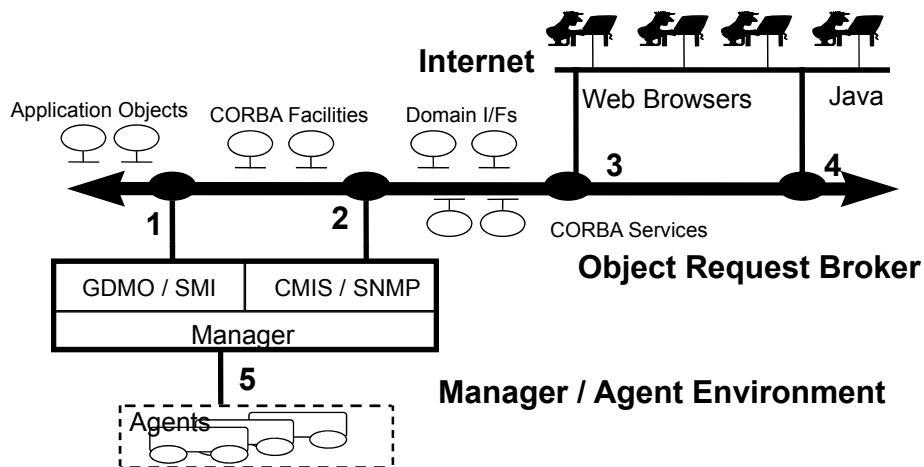 Internet
Web Browsers
Java
Application Objects
CORBA Facilities
Domain I/Fs
3
4
1
2
CORBA Services
Object Request Broker
GDMO / SMI
CMIS / SNMP
Manager
5
Manager / Agent Environment
Agents